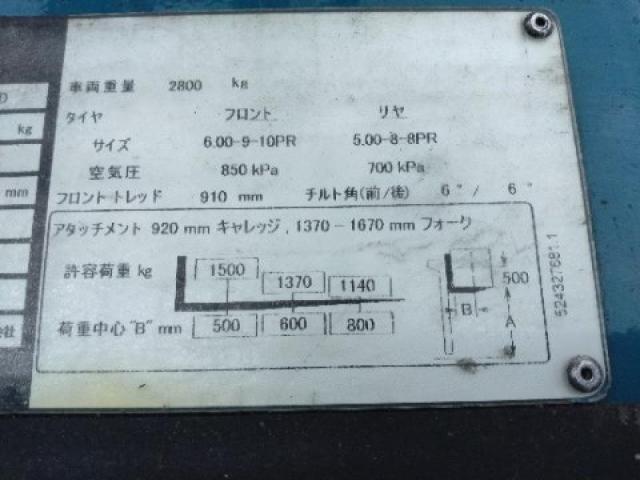 の
車両重量 2800 kg
タイヤ フロント リヤ
kg サイズ 6.00-9-10PR 5.00-8-8PR
空気圧 850 kPa 700 kPa
mm フロントトレッド 910 mm チルト角(前/後) 6° / 6°
アタッチメント 920 mm キャレッジ, 1370-1670 mm フォーク
許容荷重 kg 1500 1370 1140 500
荷重中心 "B" mm 500 600 800 B A
会社
524327681.1